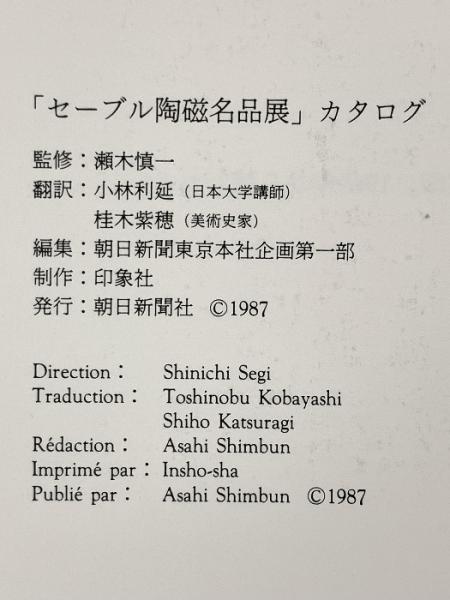 「セーブル陶磁名品展」カタログ
監修：瀬木慎一
翻訳：小林利延（日本大学講師）
桂木紫穂（美術史家）
編集：朝日新聞東京本社企画第一部
制作：印象社
発行：朝日新聞社 ©1987
Direction : Shinichi Segi
Traduction : Toshinobu Kobayashi
Shiho Katsuragi
Rédaction : Asahi Shimbun
Imprimé par : Insho-sha
Publié par : Asahi Shimbun ©1987